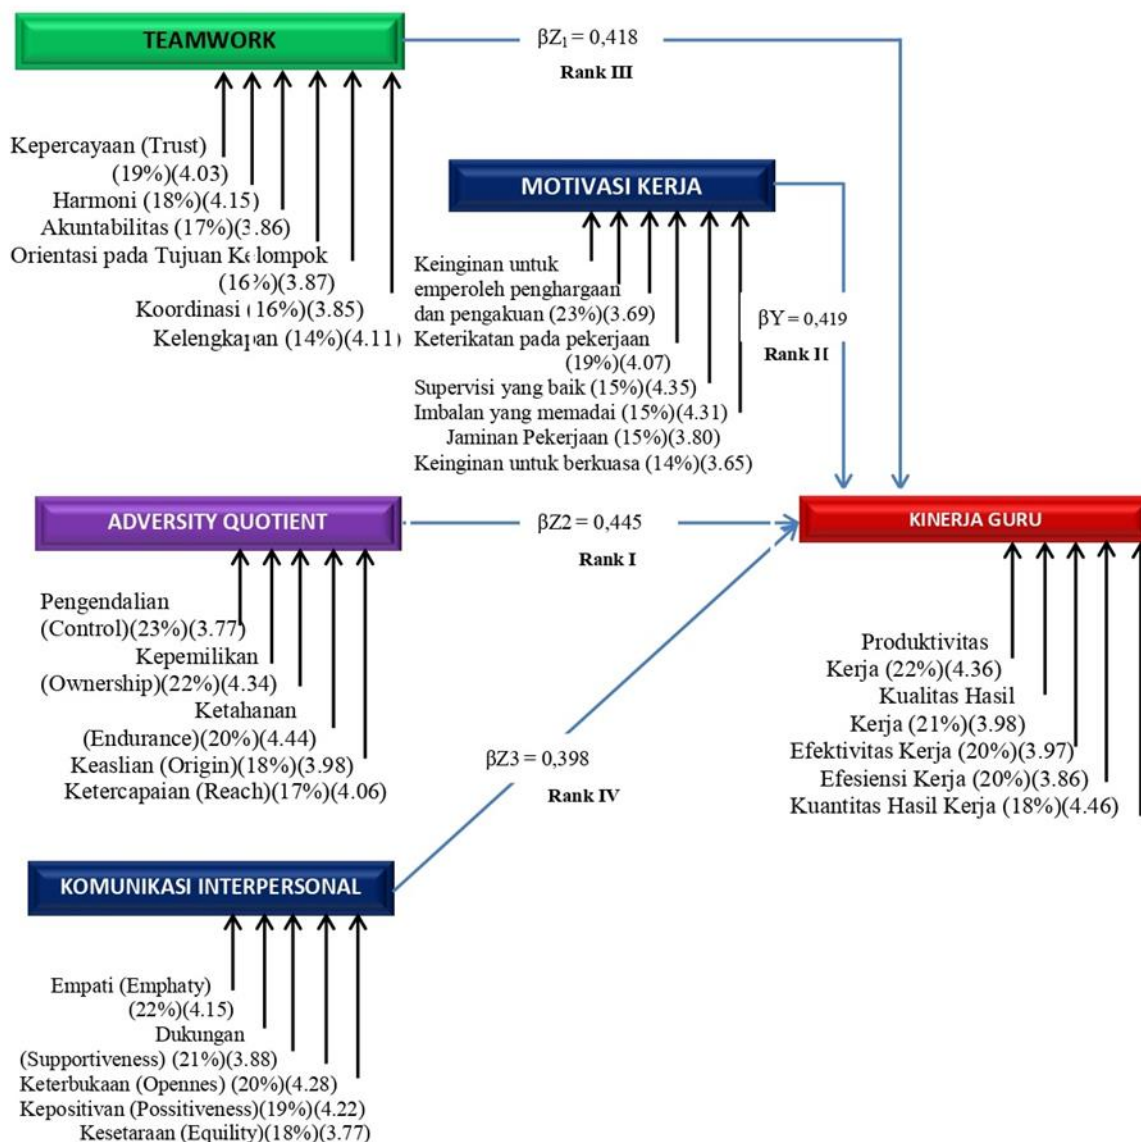 TEAMWORK
βZ₁ = 0,418
Rank III
Kepercayaan (Trust)
(19%)(4.03)
Harmoni (18%)(4.15)
Akuntabilitas (17%)(3.86)
Orientasi pada Tujuan Kelompok
(16%)(3.87)
Koordinasi (16%)(3.85)
Kelengkapan (14%)(4.11)
MOTIVASI KERJA
Keinginan untuk
emperoleh penghargaan
dan pengakuan (23%)(3.69)
Keterikatan pada pekerjaan
(19%)(4.07)
Supervisi yang baik (15%)(4.35)
Imbalan yang memadai (15%)(4.31)
Jaminan Pekerjaan (15%)(3.80)
Keinginan untuk berkuasa (14%)(3.65)
βY = 0,419
Rank II
ADVERSITY QUOTIENT
βZ2 = 0,445
Rank I
Pengendalian
(Control)(23%)(3.77)
Kepemilikan
(Ownership)(22%)(4.34)
Ketahanan
(Endurance)(20%)(4.44)
Keaslian (Origin)(18%)(3.98)
Ketercapaian (Reach)(17%)(4.06)
KINERJA GURU
Produktivitas
Kerja (22%)(4.36)
Kualitas Hasil
Kerja (21%)(3.98)
Efektivitas Kerja (20%)(3.97)
Efesiensi Kerja (20%)(3.86)
Kuantitas Hasil Kerja (18%)(4.46)
βZ3 = 0,398
Rank IV
KOMUNIKASI INTERPERSONAL
Empati (Emphaty)
(22%)(4.15)
Dukungan
(Supportiveness) (21%)(3.88)
Keterbukaan (Opennes) (20%)(4.28)
Kepositivan (Possitiveness)(19%)(4.22)
Kesetaraan (Equility)(18%)(3.77)